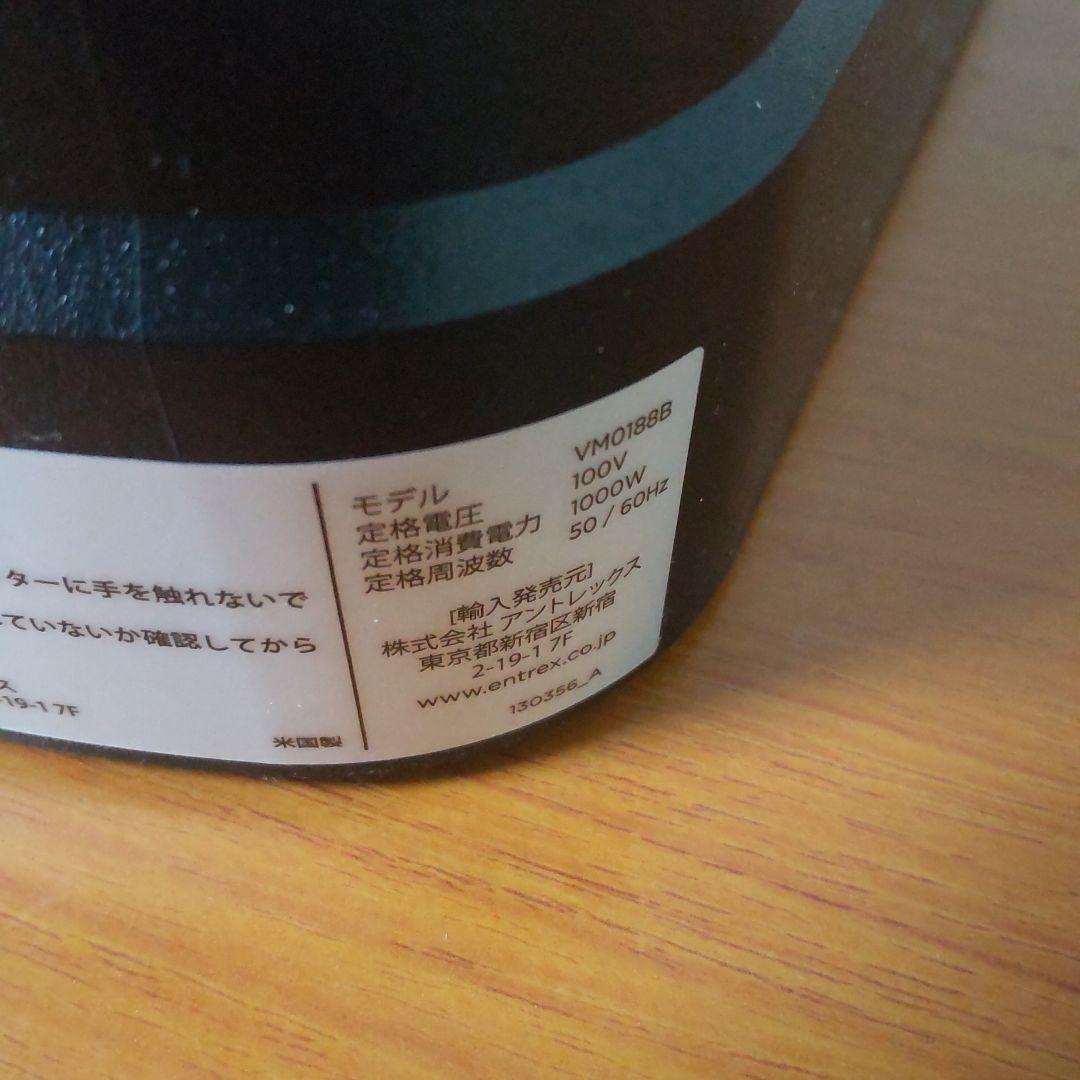 ターに手を触れないで
ていないか確認してから
ス
-19-1 7F
米国製
モデル VM0188B
定格電圧 100V
定格消費電力 1000W
定格周波数 50 / 60Hz
[輸入発売元]
株式会社 アントレックス
東京都新宿区新宿
2-19-1 7F
www.entrex.co.jp
130356_A